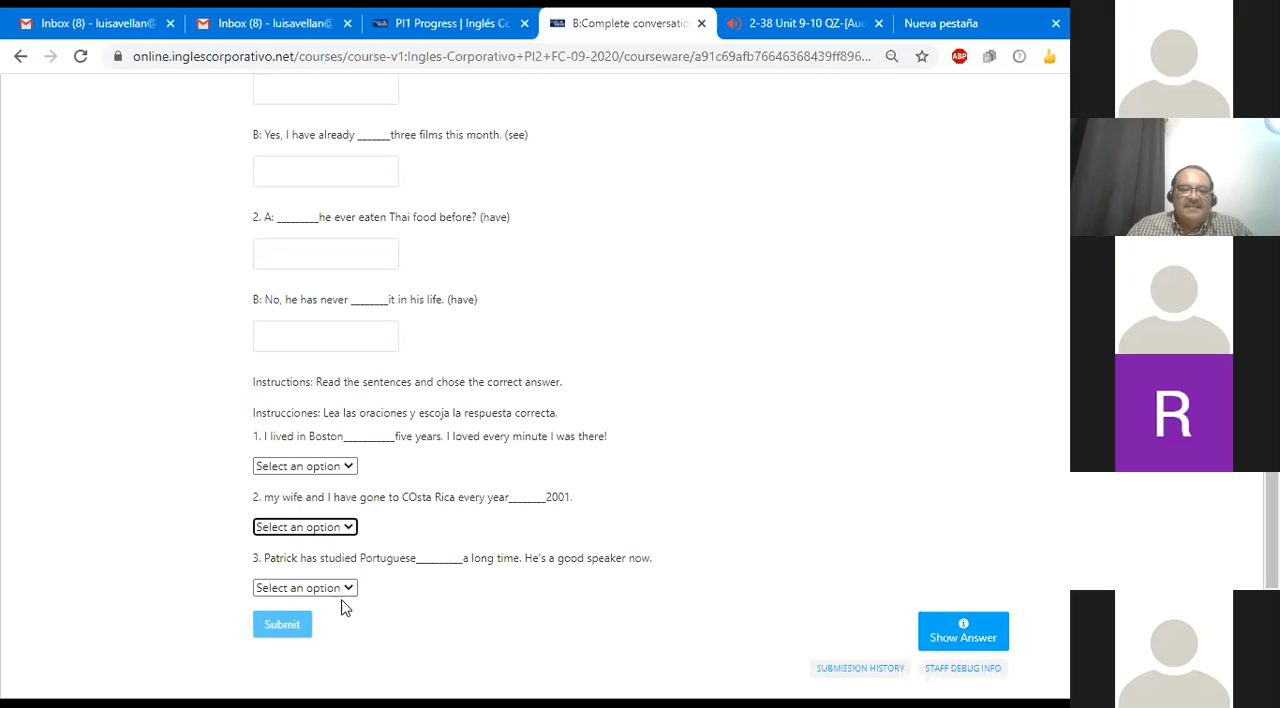 Inbox (8) - luisavellan@
Inbox (8) - luisavellan@
PI1 Progress | Inglés Co
B:Complete conversatio
2-38 Unit 9-10 QZ-[Aud
Nueva pestaña
online.inglescorporativo.net/courses/course-v1:Ingles-Corporativo+PI2+FC-09-2020/courseware/a91c69afb76646368439ff896...
ABP
B: Yes, I have already _______three films this month. (see)
2. A: ________he ever eaten Thai food before? (have)
B: No, he has never _______it in his life. (have)
Instructions: Read the sentences and chose the correct answer.
Instrucciones: Lea las oraciones y escoja la respuesta correcta.
1. I lived in Boston__________five years. I loved every minute I was there!
Select an option
2. my wife and I have gone to COsta Rica every year_______2001.
Select an option
3. Patrick has studied Portuguese_________a long time. He's a good speaker now.
Select an option
Submit
Show Answer
SUBMISSION HISTORY
STAFF DEBUG INFO
R